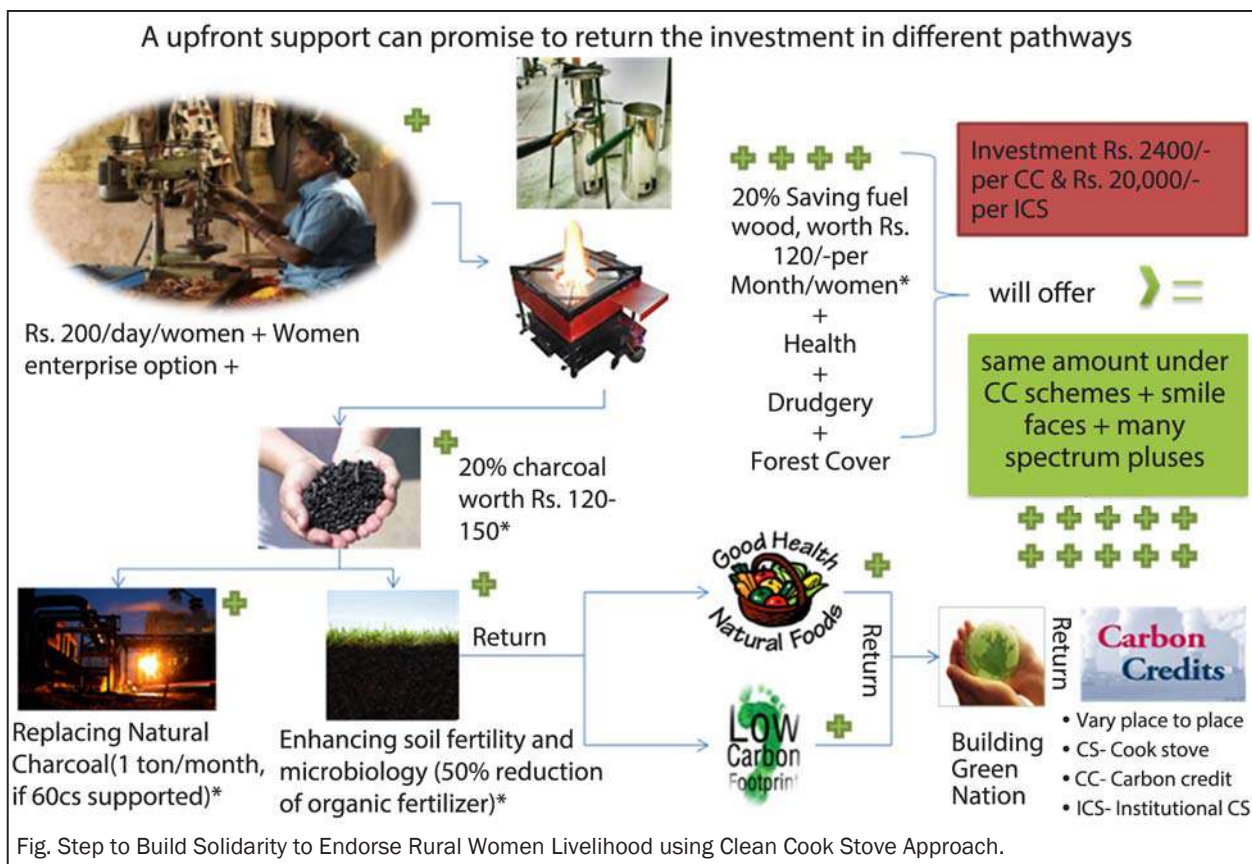 A upfront support can promise to return the investment in different pathways
Rs. 200/day/women + Women
enterprise option +
20% Saving fuel
wood, worth Rs.
120/-per
Month/women*
+
Health
+
Drudgery
+
Forest Cover
Investment Rs. 2400/-
per CC & Rs. 20,000/-
per ICS
will offer
same amount under
CC schemes + smile
faces + many
spectrum pluses
20% charcoal
worth Rs. 120-
150*
Replacing Natural
Charcoal(1 ton/month,
if 60cs supported)*
Enhancing soil fertility and
microbiology (50% reduction
of organic fertilizer)*
Return
Good Health
Natural Foods
Low
Carbon
Footprint
Return
Building
Green
Nation
Return
Carbon
Credits
• Vary place to place
• CS- Cook stove
• CC- Carbon credit
• ICS- Institutional CS
Fig. Step to Build Solidarity to Endorse Rural Women Livelihood using Clean Cook Stove Approach.